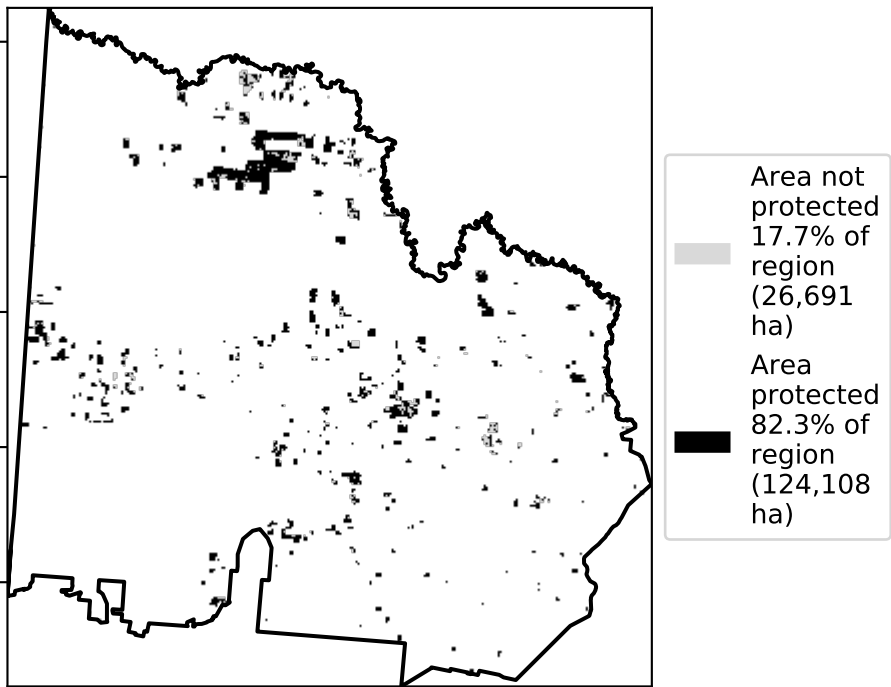 Area not
protected
17.7% of
region
(26,691
ha)
Area
protected
82.3% of
region
(124,108
ha)